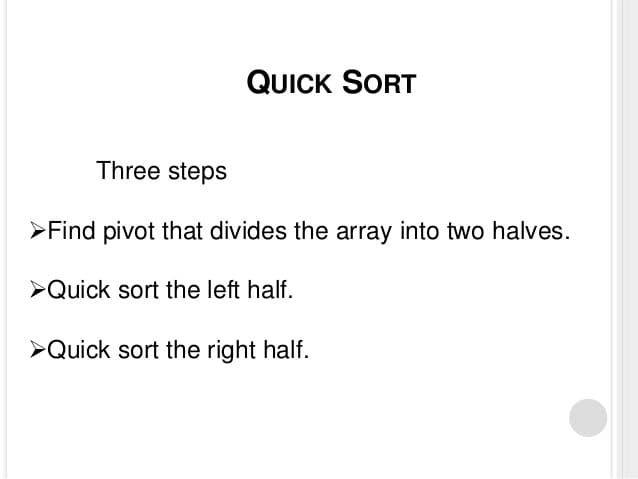 QUICK SORT
Three steps
➢Find pivot that divides the array into two halves.
➢Quick sort the left half.
➢Quick sort the right half.